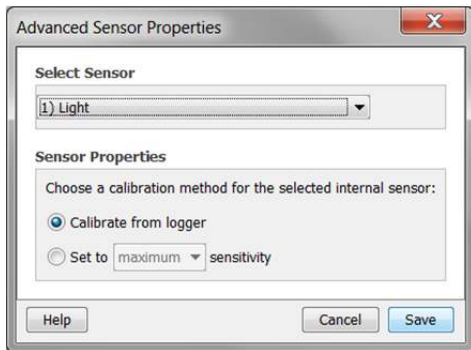 Advanced Sensor Properties
Select Sensor
1) Light
Sensor Properties
Choose a calibration method for the selected internal sensor:
Calibrate from logger
Set to maximum sensitivity
Help Cancel Save